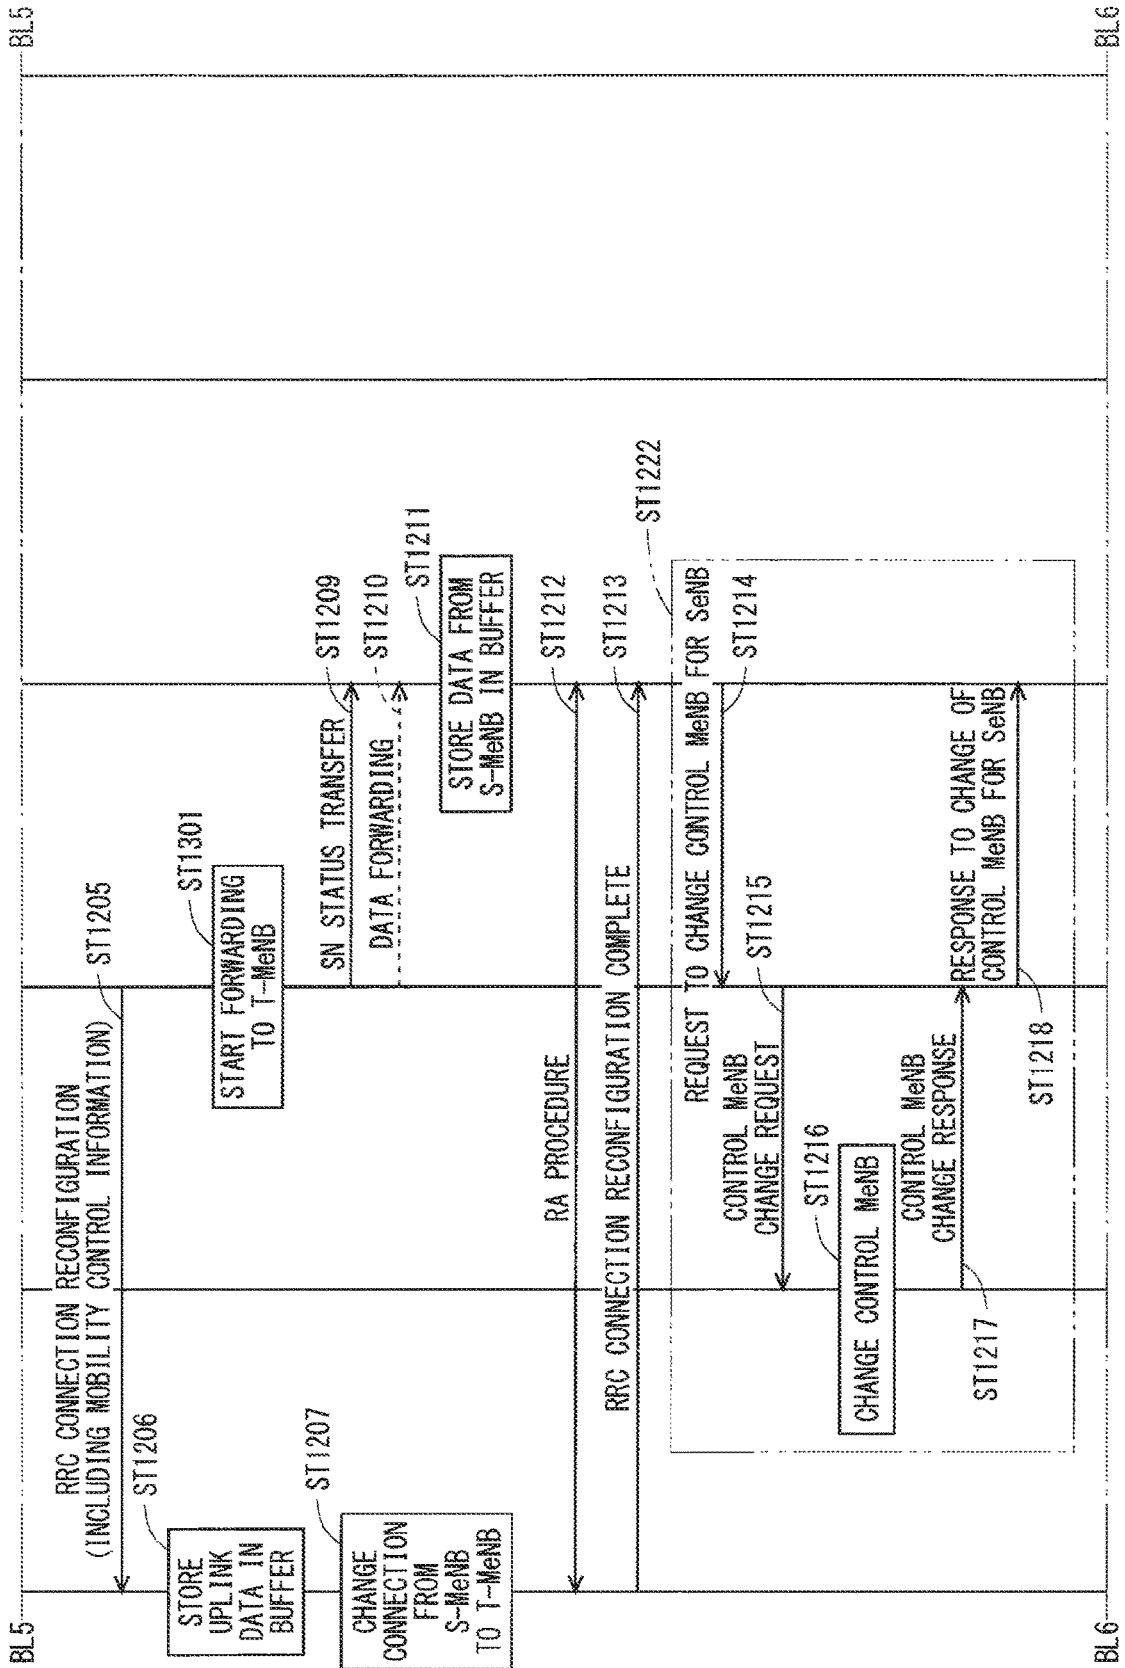 BL5
BL5
RRC CONNECTION RECONFIGURATION
(INCLUDING MOBILITY CONTROL INFORMATION)
ST1205
ST1206
STORE
UPLINK
DATA IN
BUFFER
ST1301
START FORWARDING
TO T-MeNB
ST1207
CHANGE
CONNECTION
FROM
S-MeNB
TO T-MeNB
SN STATUS TRANSFER
ST1209
DATA FORWARDING
ST1210
ST1211
STORE DATA FROM
S-MeNB IN BUFFER
RA PROCEDURE
ST1212
RRC CONNECTION RECONFIGURATION COMPLETE
ST1213
ST1222
REQUEST TO CHANGE CONTROL MeNB FOR SeNB
ST1214
CONTROL MeNB
CHANGE REQUEST
ST1215
ST1216
CHANGE CONTROL MeNB
CONTROL MeNB
CHANGE RESPONSE
ST1217
RESPONSE TO CHANGE OF
CONTROL MeNB FOR SeNB
ST1218
BL6
BL6